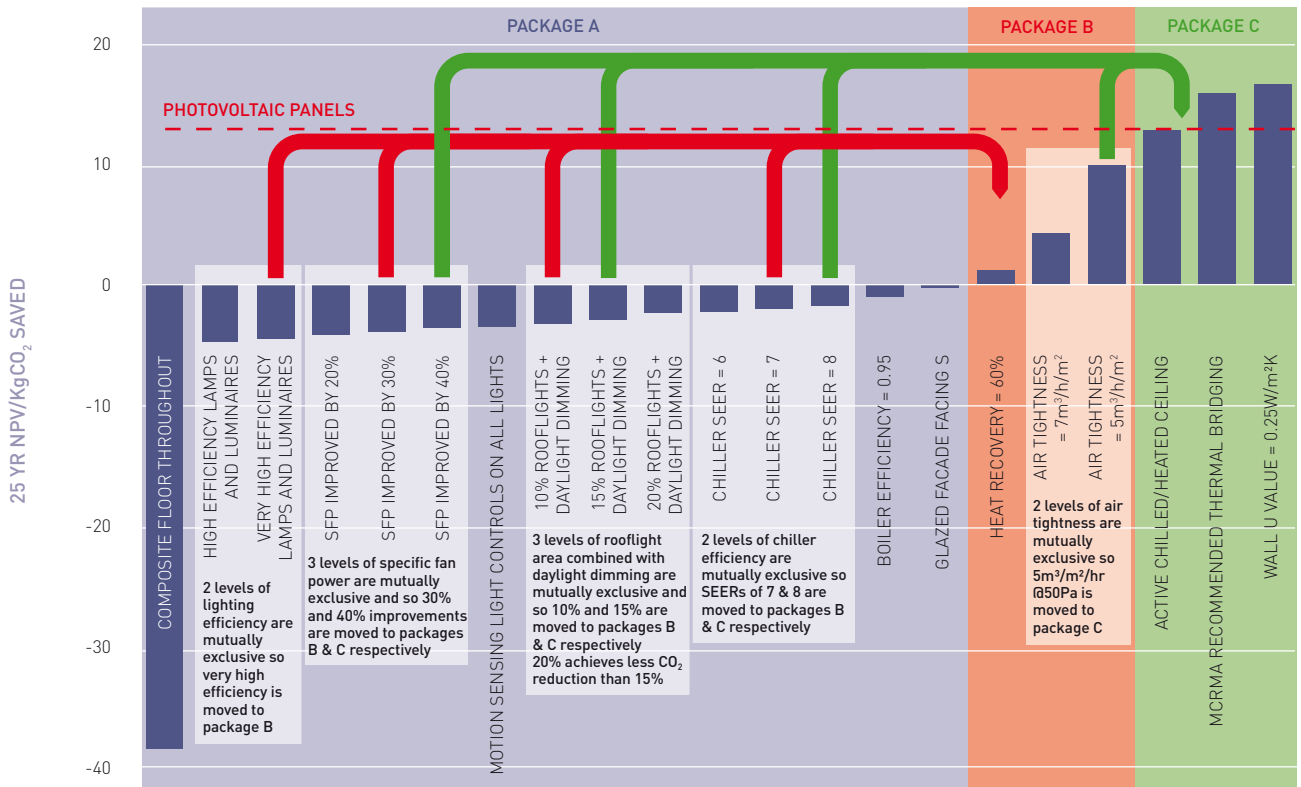 PACKAGE A
PACKAGE B
PACKAGE C
25 YR NPV/KgCO₂ SAVED
20
10
0
-10
-20
-30
-40
PHOTOVOLTAIC PANELS
COMPOSITE FLOOR THROUGHOUT
HIGH EFFICIENCY LAMPS
AND LUMINAIRES
VERY HIGH EFFICIENCY
LAMPS AND LUMINAIRES
2 levels of
lighting
efficiency are
mutually
exclusive so
very high
efficiency is
moved to
package B
SFP IMPROVED BY 20%
SFP IMPROVED BY 30%
SFP IMPROVED BY 40%
3 levels of specific fan
power are mutually
exclusive and so 30%
and 40% improvements
are moved to packages
B & C respectively
MOTION SENSING LIGHT CONTROLS ON ALL LIGHTS
10% ROOFLIGHTS +
DAYLIGHT DIMMING
15% ROOFLIGHTS +
DAYLIGHT DIMMING
20% ROOFLIGHTS +
DAYLIGHT DIMMING
3 levels of rooflight
area combined with
daylight dimming are
mutually exclusive and
so 10% and 15% are
moved to packages B
& C respectively
20% achieves less CO₂
reduction than 15%
CHILLER SEER = 6
CHILLER SEER = 7
CHILLER SEER = 8
2 levels of chiller
efficiency are
mutually exclusive so
SEERs of 7 & 8 are
moved to packages B
& C respectively
BOILER EFFICIENCY = 0.95
GLAZED FACADE FACING S
HEAT RECOVERY = 60%
AIR TIGHTNESS
= 7m³/h/m²
AIR TIGHTNESS
= 5m³/h/m²
2 levels of air
tightness are
mutually
exclusive so
5m³/m²/hr
@50Pa is
moved to
package C
ACTIVE CHILLED/HEATED CEILING
MCRMA RECOMMENDED THERMAL BRIDGING
WALL U VALUE = 0.25W/m²K